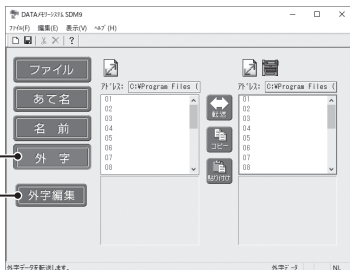 DATAメモリーシステム SDM9
ファイル(F) 編集(E) 表示(V) ヘルプ(H)
ファイル
あて名
名 前
外 字
外字編集
アドレス: C:¥Program Files (
01
02
03
04
05
06
07
08
転送
コピー
貼り付け
アドレス: C:¥Program Files (
01
02
03
04
05
06
07
08
外字データを転送します。
外字データ
NUM